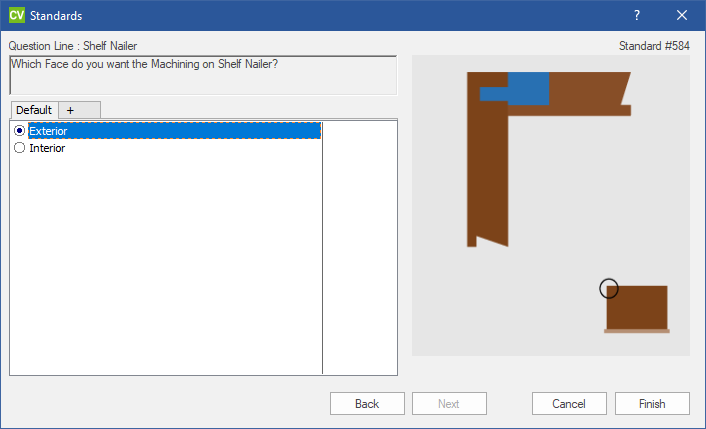 CV Standards ?
Question Line : Shelf Nailer Standard #584
Which Face do you want the Machining on Shelf Nailer?
Default +
Exterior
Interior
Back Next Cancel Finish